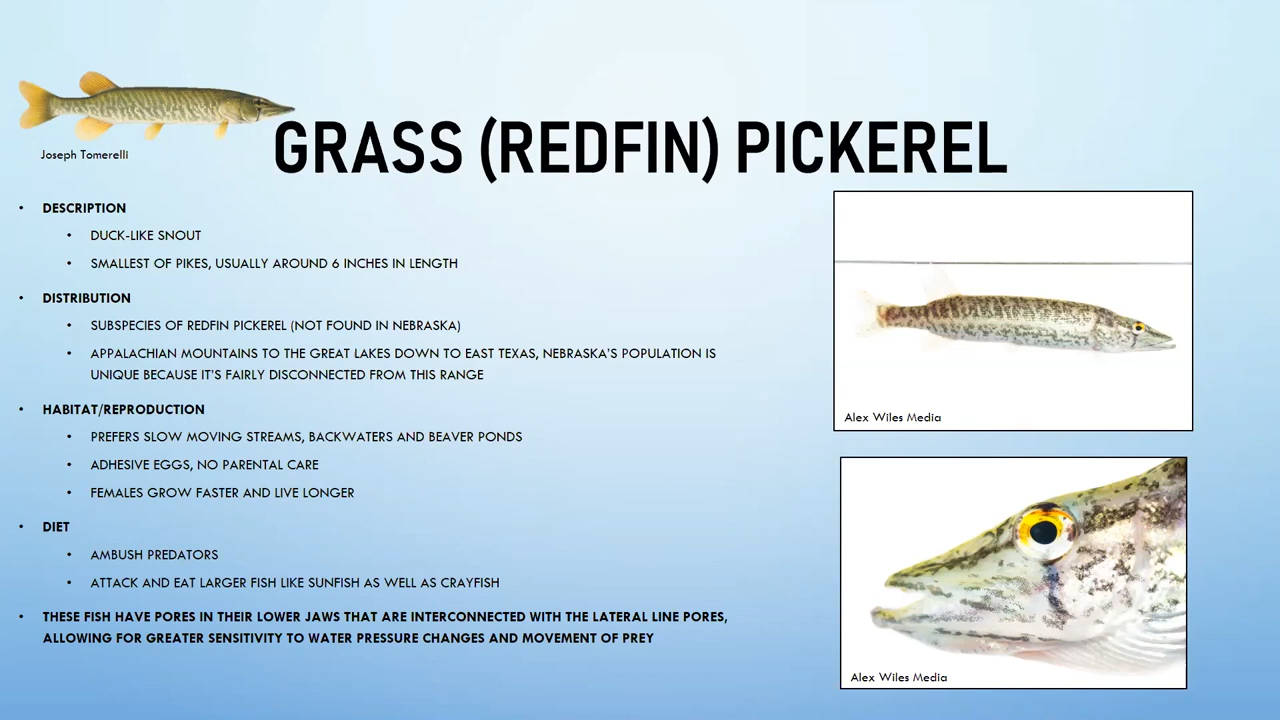 GRASS (REDFIN) PICKEREL
Joseph Tomerelli
• DESCRIPTION
• DUCK-LIKE SNOUT
• SMALLEST OF PIKES, USUALLY AROUND 6 INCHES IN LENGTH
• DISTRIBUTION
• SUBSPECIES OF REDFIN PICKEREL (NOT FOUND IN NEBRASKA)
• APPALACHIAN MOUNTAINS TO THE GREAT LAKES DOWN TO EAST TEXAS, NEBRASKA'S POPULATION IS
UNIQUE BECAUSE IT'S FAIRLY DISCONNECTED FROM THIS RANGE
• HABITAT/REPRODUCTION
• PREFERS SLOW MOVING STREAMS, BACKWATERS AND BEAVER PONDS
• ADHESIVE EGGS, NO PARENTAL CARE
• FEMALES GROW FASTER AND LIVE LONGER
• DIET
• AMBUSH PREDATORS
• ATTACK AND EAT LARGER FISH LIKE SUNFISH AS WELL AS CRAYFISH
• THESE FISH HAVE PORES IN THEIR LOWER JAWS THAT ARE INTERCONNECTED WITH THE LATERAL LINE PORES,
ALLOWING FOR GREATER SENSITIVITY TO WATER PRESSURE CHANGES AND MOVEMENT OF PREY
Alex Wiles Media
Alex Wiles Media